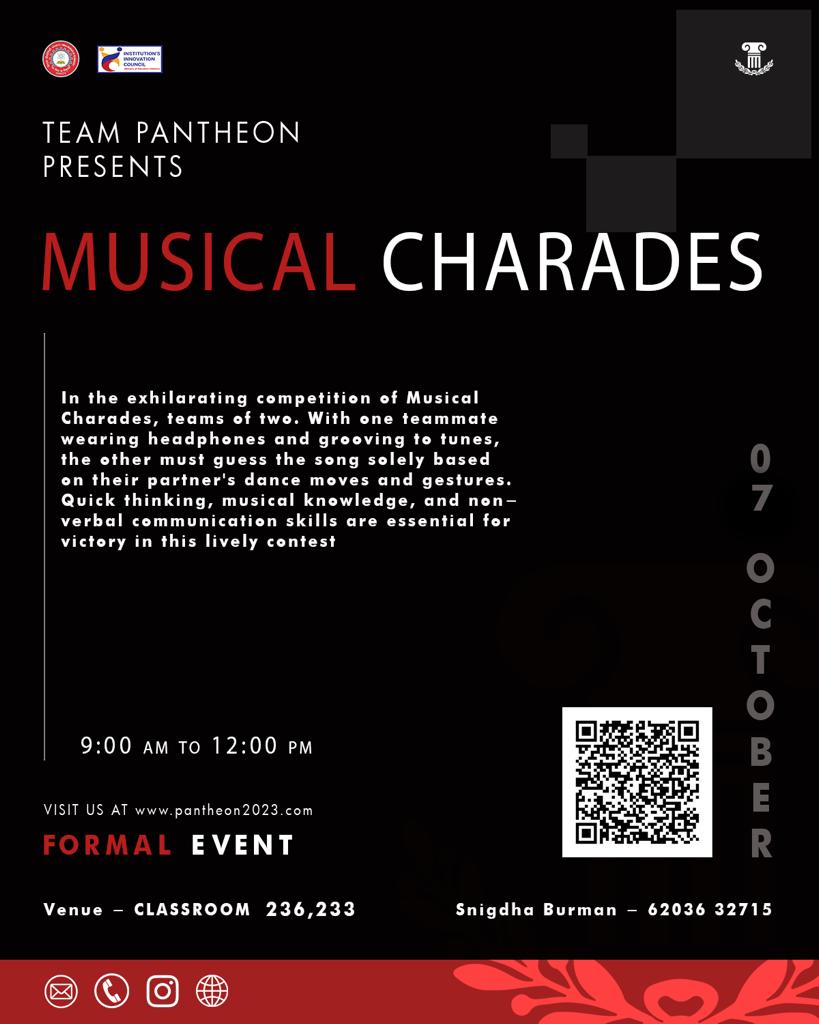 INSTITUTION'S
INNOVATION
COUNCIL
TEAM PANTHEON
PRESENTS
MUSICAL CHARADES
In the exhilarating competition of Musical
Charades, teams of two. With one teammate
wearing headphones and grooving to tunes,
the other must guess the song solely based
on their partner's dance moves and gestures.
Quick thinking, musical knowledge, and non–
verbal communication skills are essential for
victory in this lively contest
07 OCTOBER
9:00 AM TO 12:00 PM
VISIT US AT www.pantheon2023.com
FORMAL EVENT
Venue – CLASSROOM 236,233
Snigdha Burman – 62036 32715